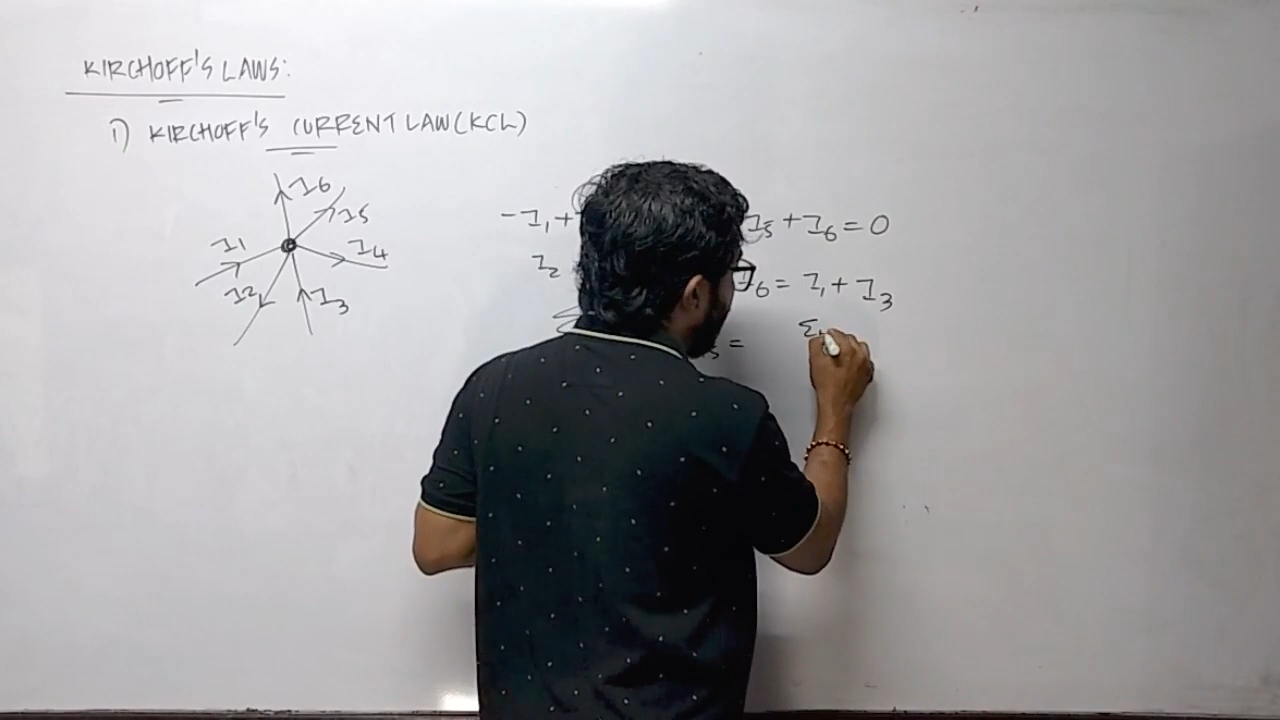 KIRCHOFF'S LAWS:
1) KIRCHOFF'S CURRENT LAW (KCL)
I6
I5
I1
I4
I2
I3
-I1 + I5 + I6 = 0
I2 6 = I1 + I3
= Σ